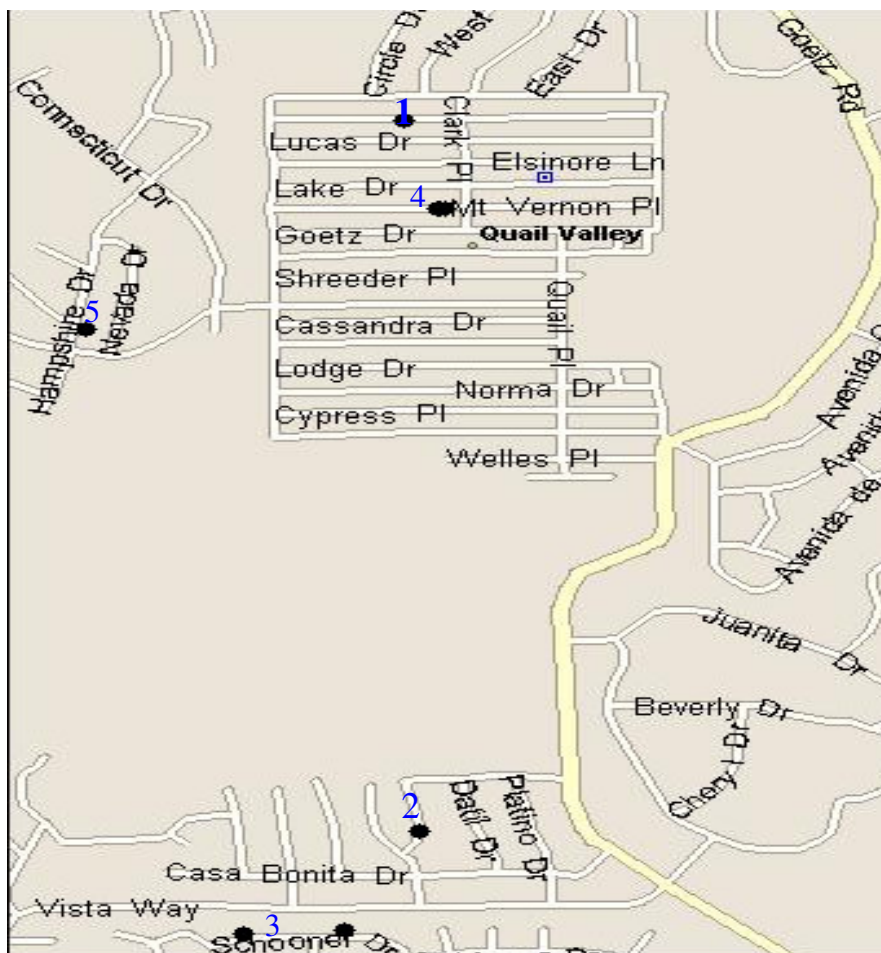 Circle Dr
West
East Dr
Goetz Rd
Connecticut Dr
1
Clark Pl
Lucas Dr
Elsinore Ln
Lake Dr
4
Mt Vernon Pl
Goetz Dr
Quail Valley
Shreeder Pl
Nevada D
Hampshire Dr
5
Quail Pl
Cassandra Dr
Lodge Dr
Norma Dr
Cypress Pl
Welles Pl
Avenida
Avenida
Avenida de
Juanita Dr
Beverly Dr
Cheryl Dr
2
Datil Dr
Platino Dr
Casa Bonita Dr
Vista Way
3
Schooner Dr